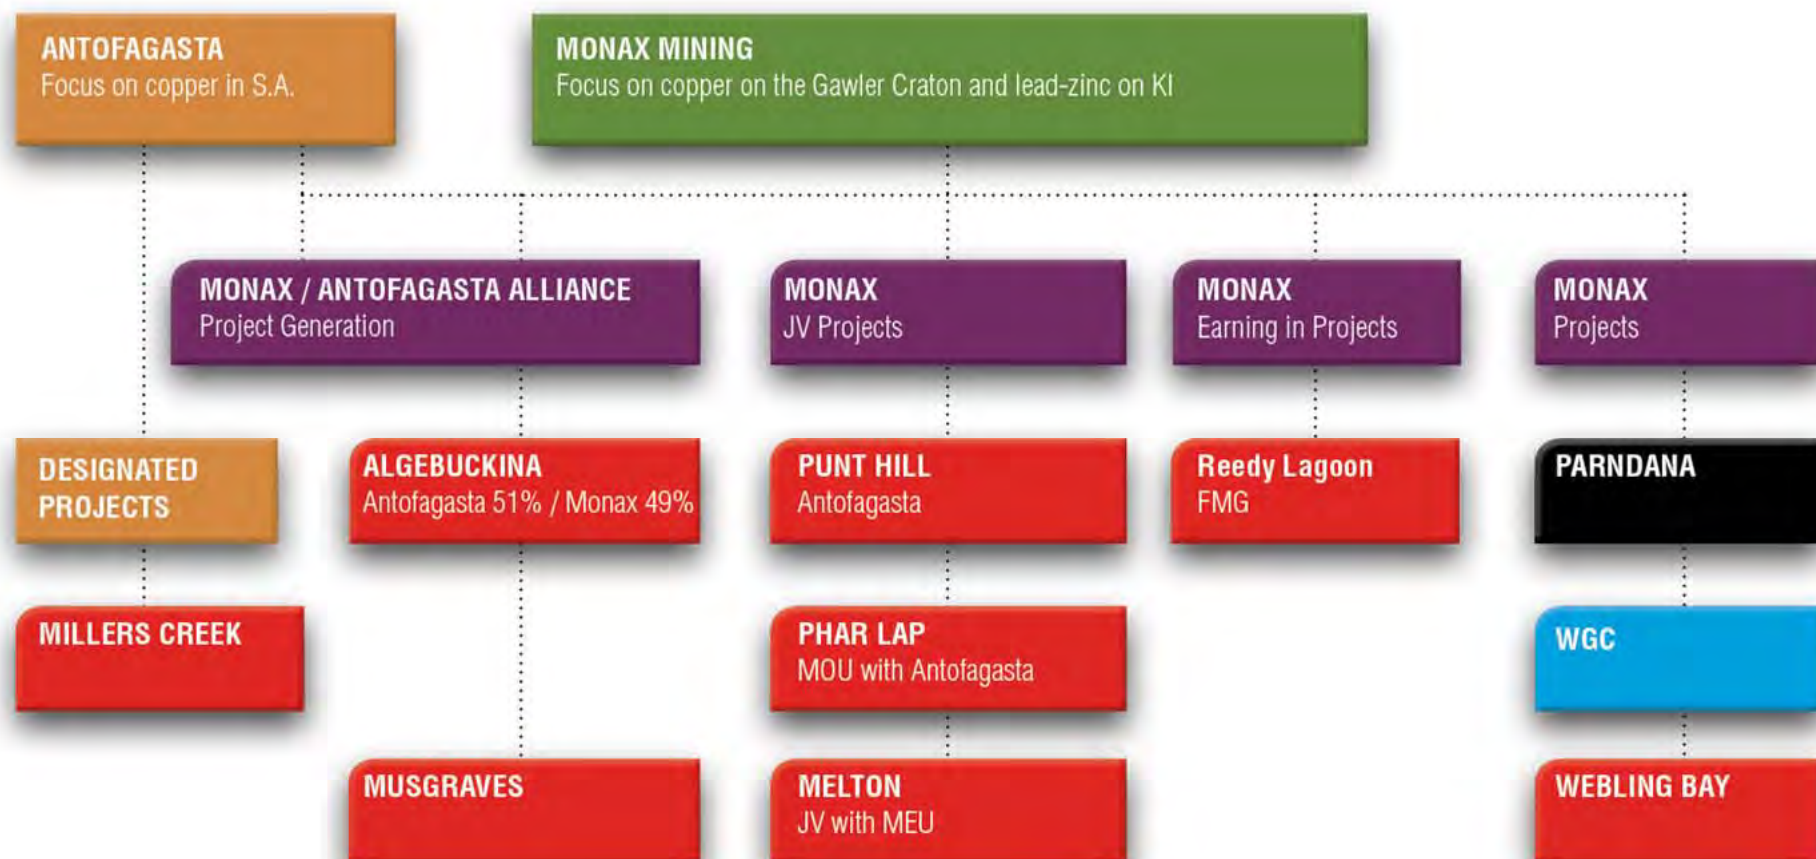 ANTOFAGASTA
Focus on copper in S.A.
MONAX MINING
Focus on copper on the Gawler Craton and lead-zinc on KI
MONAX / ANTOFAGASTA ALLIANCE
Project Generation
MONAX
JV Projects
MONAX
Earning in Projects
MONAX
Projects
DESIGNATED
PROJECTS
ALGEBUCKINA
Antofagasta 51% / Monax 49%
PUNT HILL
Antofagasta
Reedy Lagoon
FMG
PARNDANA
MILLERS CREEK
PHAR LAP
MOU with Antofagasta
WGC
MUSGRAVES
MELTON
JV with MEU
WEBLING BAY